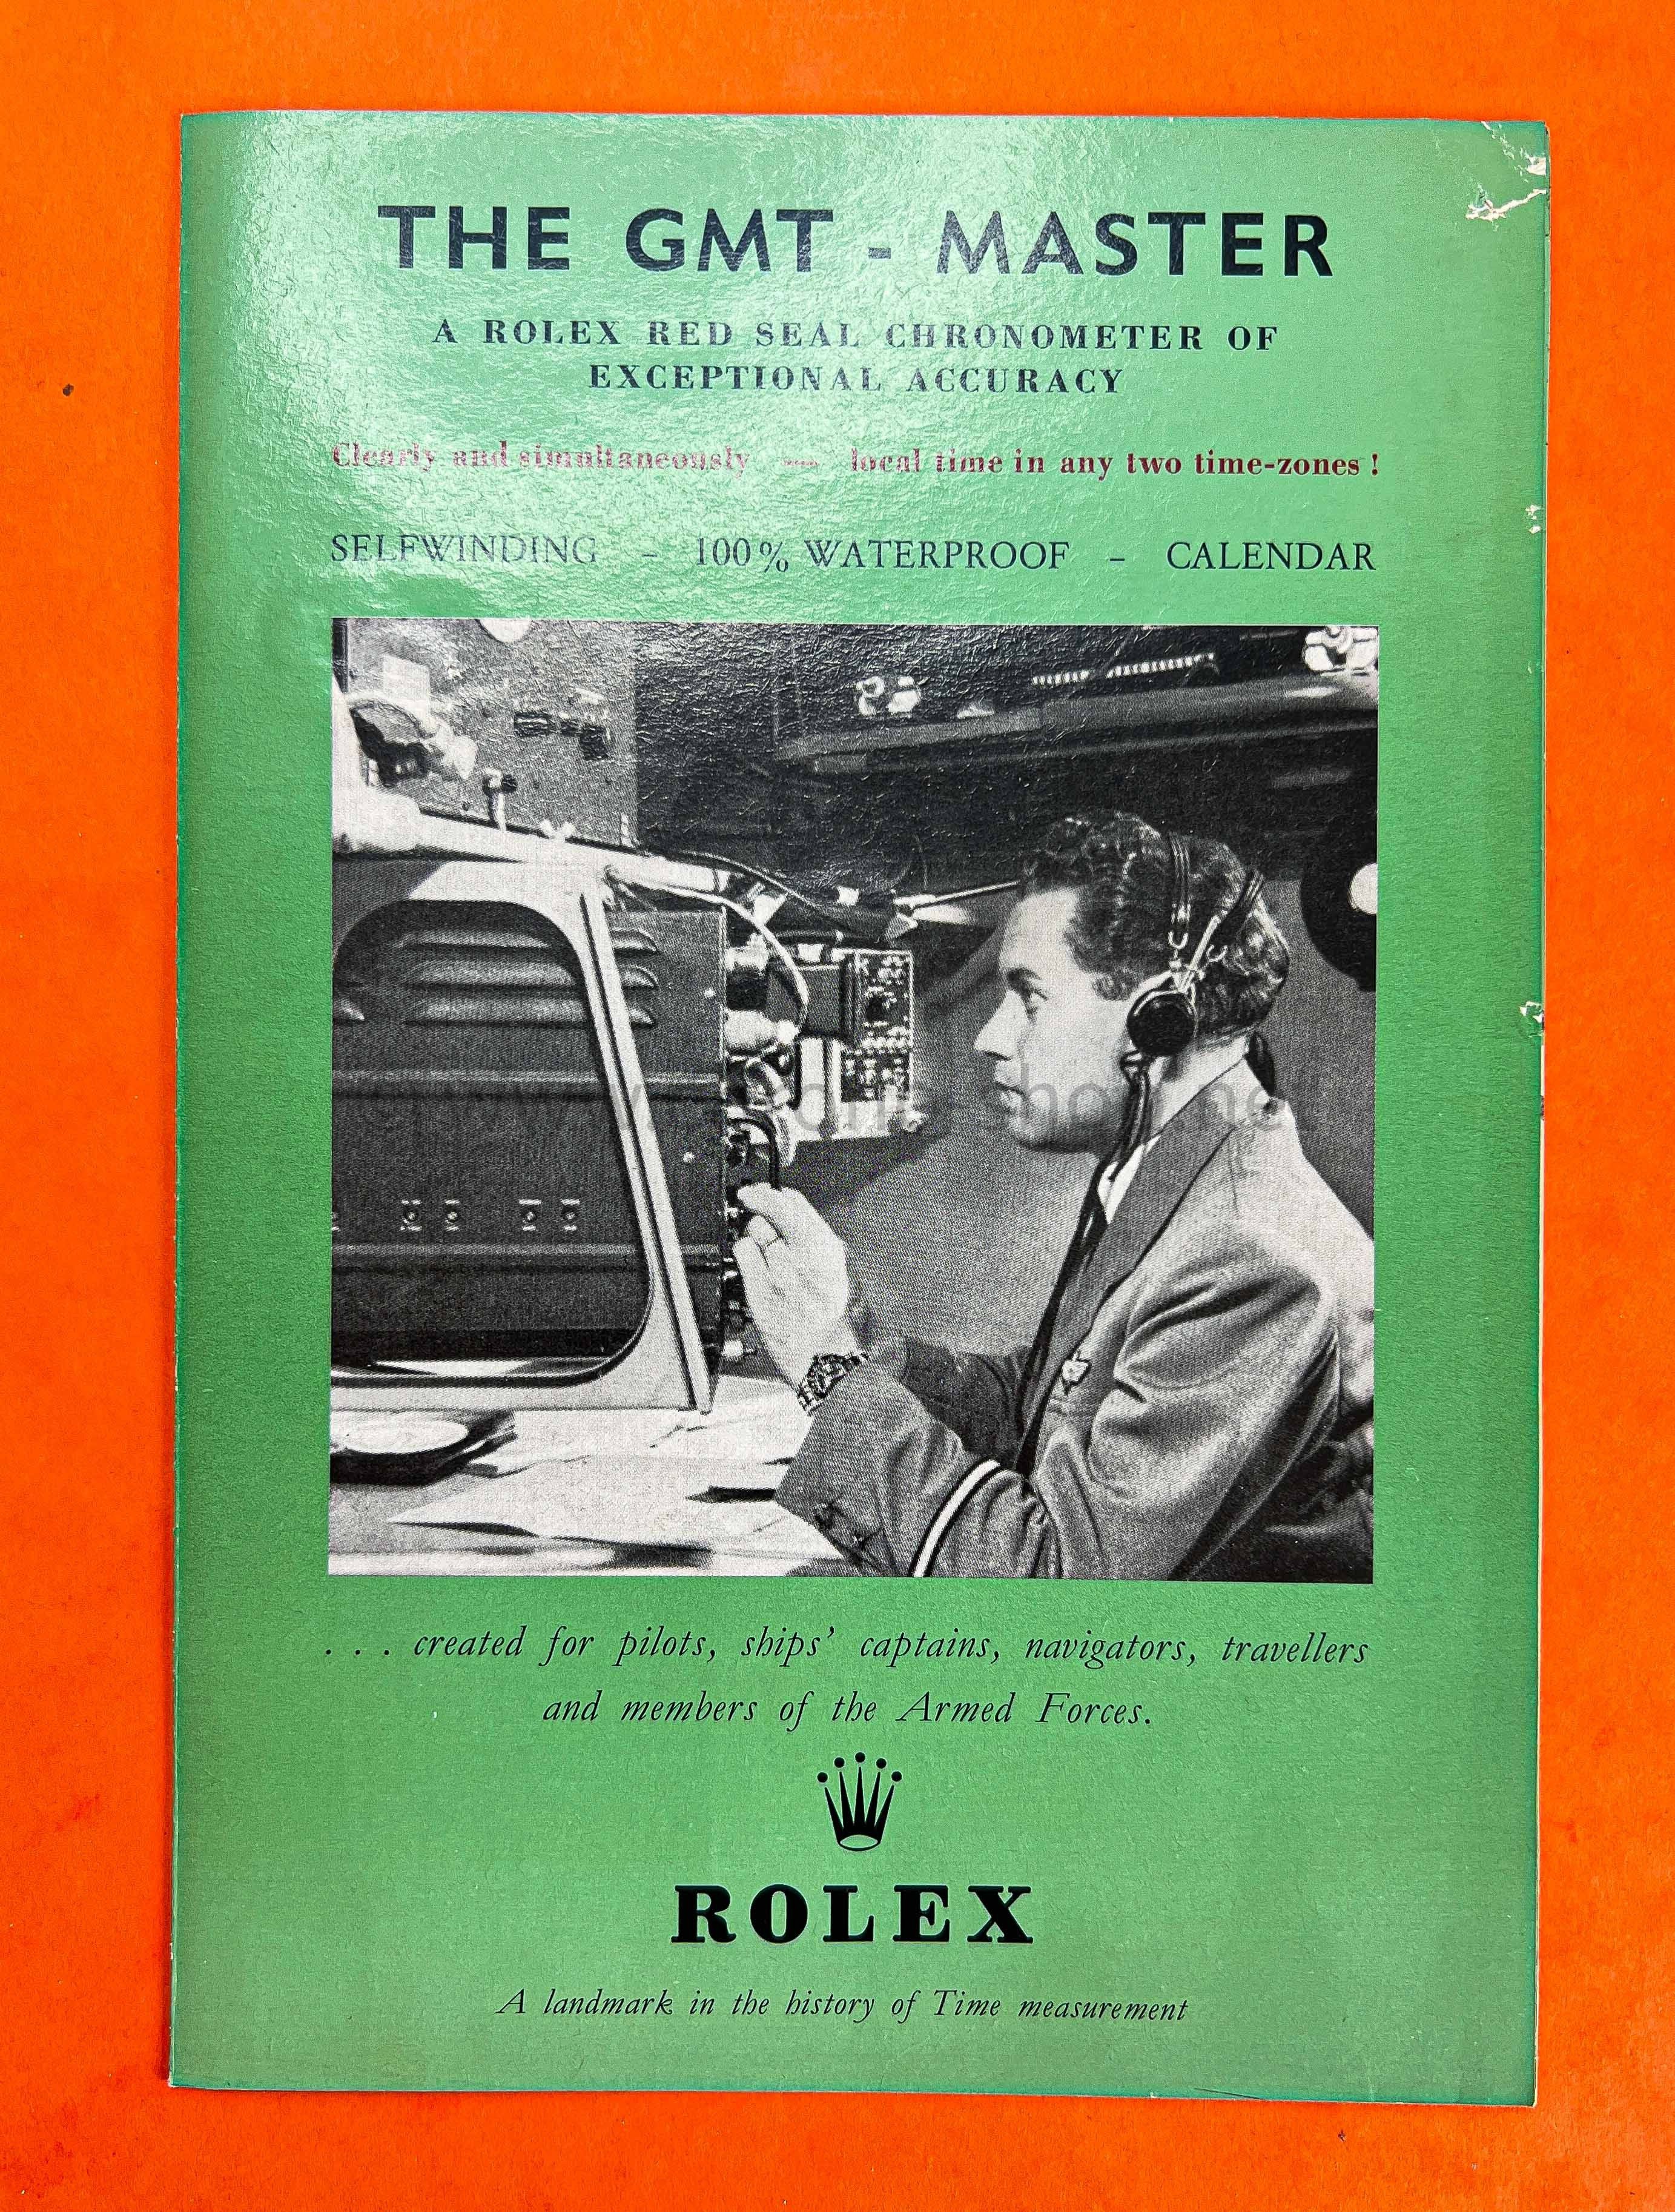 THE GMT - MASTER
A ROLEX RED SEAL CHRONOMETER OF
EXCEPTIONAL ACCURACY
Clearly and simultaneously — local time in any two time-zones !
SELFWINDING - 100% WATERPROOF - CALENDAR
. . . created for pilots, ships' captains, navigators, travellers
and members of the Armed Forces.
ROLEX
A landmark in the history of Time measurement